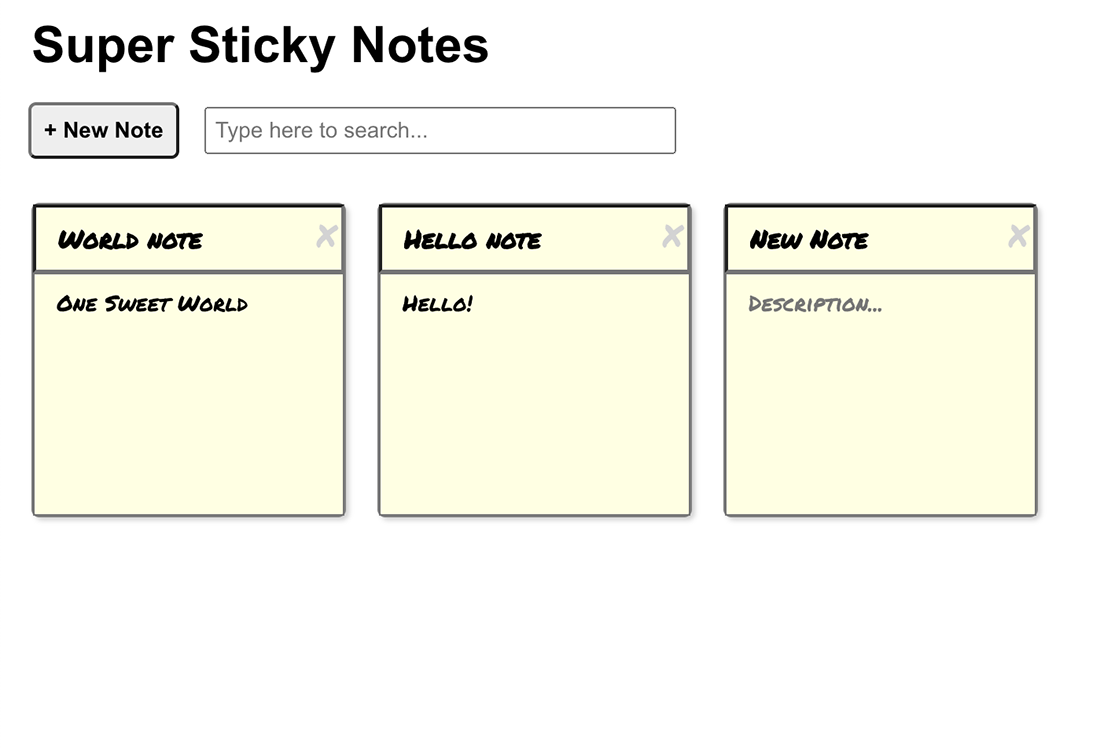 Super Sticky Notes
+ New Note
Type here to search...
World note
Hello note
New Note
One Sweet World
Hello!
Description...